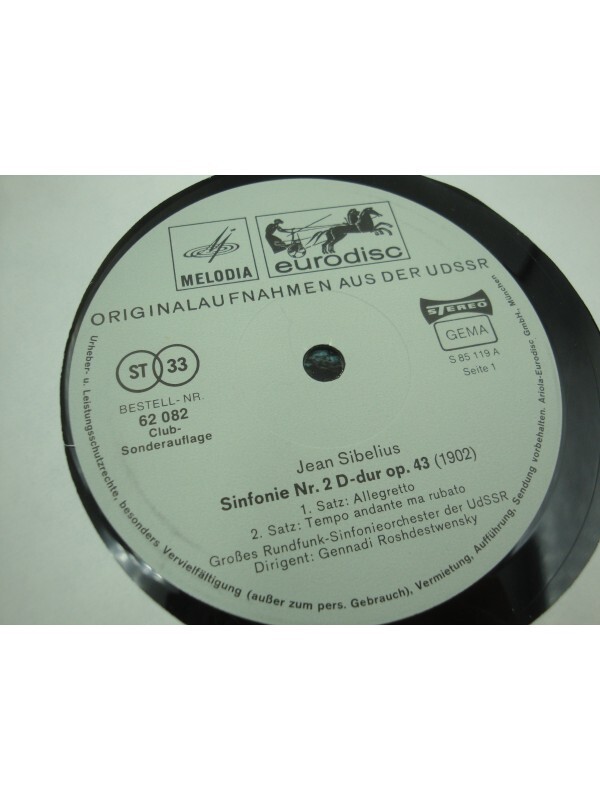 MELODIA
eurodisc
ORIGINALAUFNAHMEN AUS DER UDSSR
STEREO
GEMA
S 85 119 A
Seite 1
ST 33
BESTELL-NR.
62 082
Club-
Sonderauflage
Jean Sibelius
Sinfonie Nr. 2 D-dur op. 43 (1902)
1. Satz: Allegretto
2. Satz: Tempo andante ma rubato
Großes Rundfunk-Sinfonieorchester der UdSSR
Dirigent: Gennadi Roshdestwensky
Urheber- u. Leistungsschutzrechte, besonders Vervielfältigung (außer zum pers. Gebrauch), Vermietung, Aufführung, Sendung vorbehalten. Ariola-Eurodisc GmbH., München